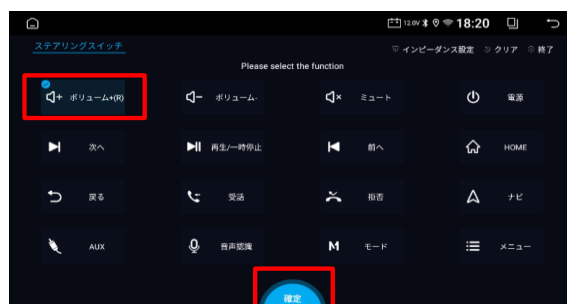 12.0V 18:20
ステアリングスイッチ インピーダンス設定 クリア 終了
Please select the function
ボリューム+(R) ボリューム- ミュート 電源
次へ 再生/一時停止 前へ HOME
戻る 受話 拒否 ナビ
AUX 音声認識 M モード メニュー
確定